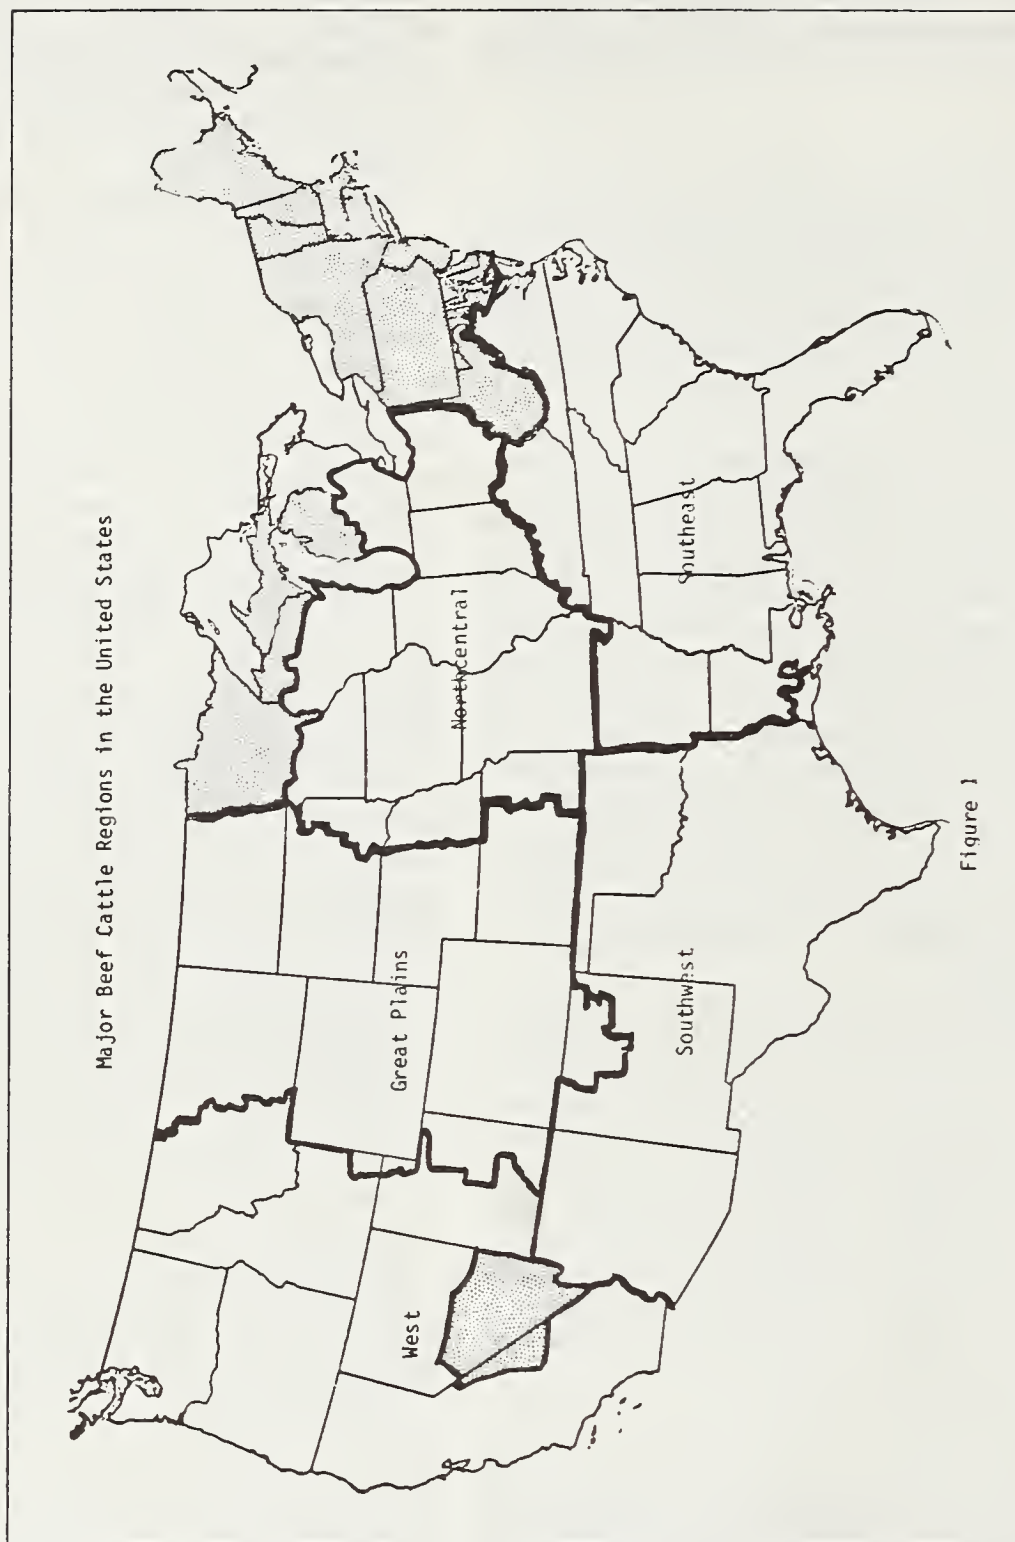 Major Beef Cattle Regions in the United States
West
Great Plains
Northcentral
Southwest
Southeast
Figure 1